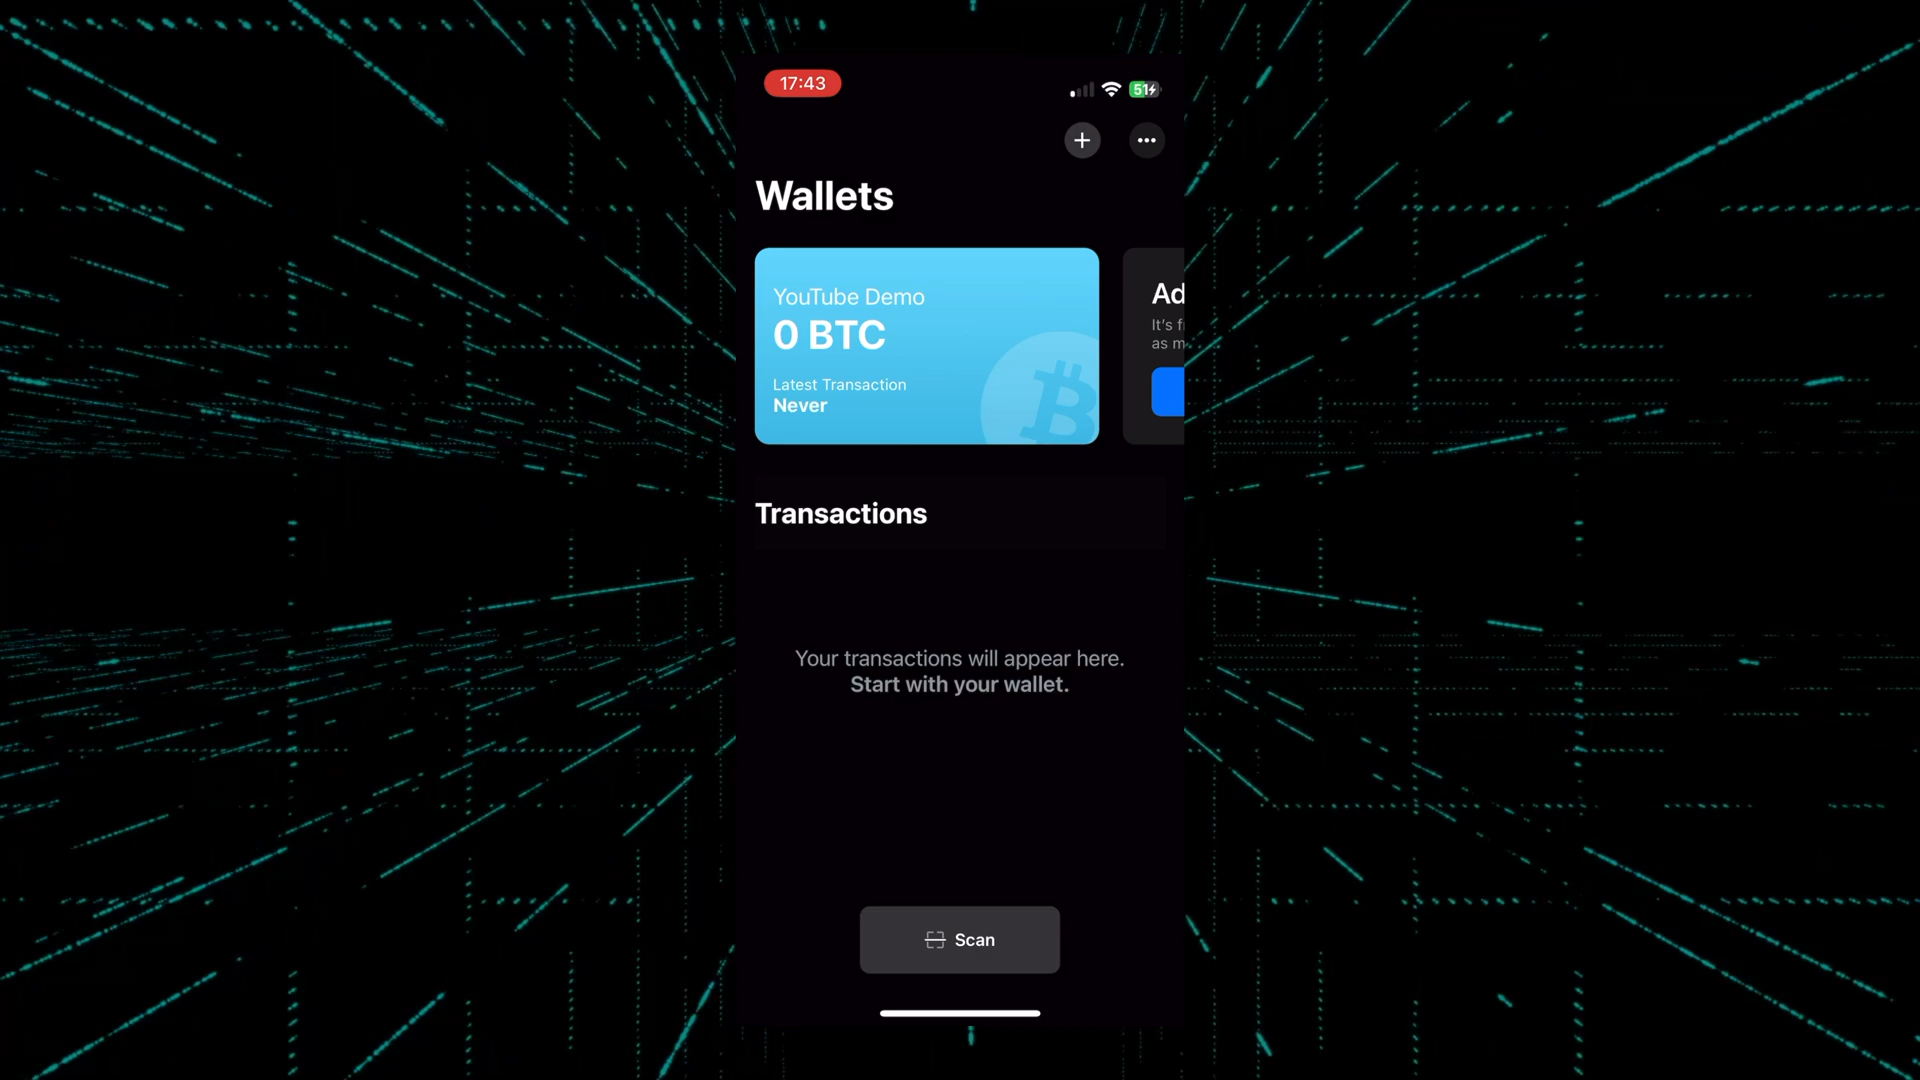 17:43
51
Wallets
YouTube Demo
0 BTC
Latest Transaction
Never
Ad
It's f
as m
Transactions
Your transactions will appear here.
Start with your wallet.
Scan